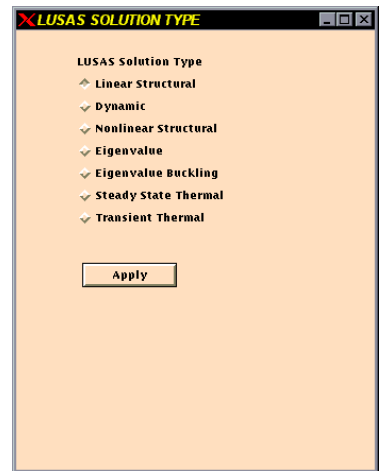 LUSAS SOLUTION TYPE
LUSAS Solution Type
Linear Structural
Dynamic
Nonlinear Structural
Eigenvalue
Eigenvalue Buckling
Steady State Thermal
Transient Thermal
Apply